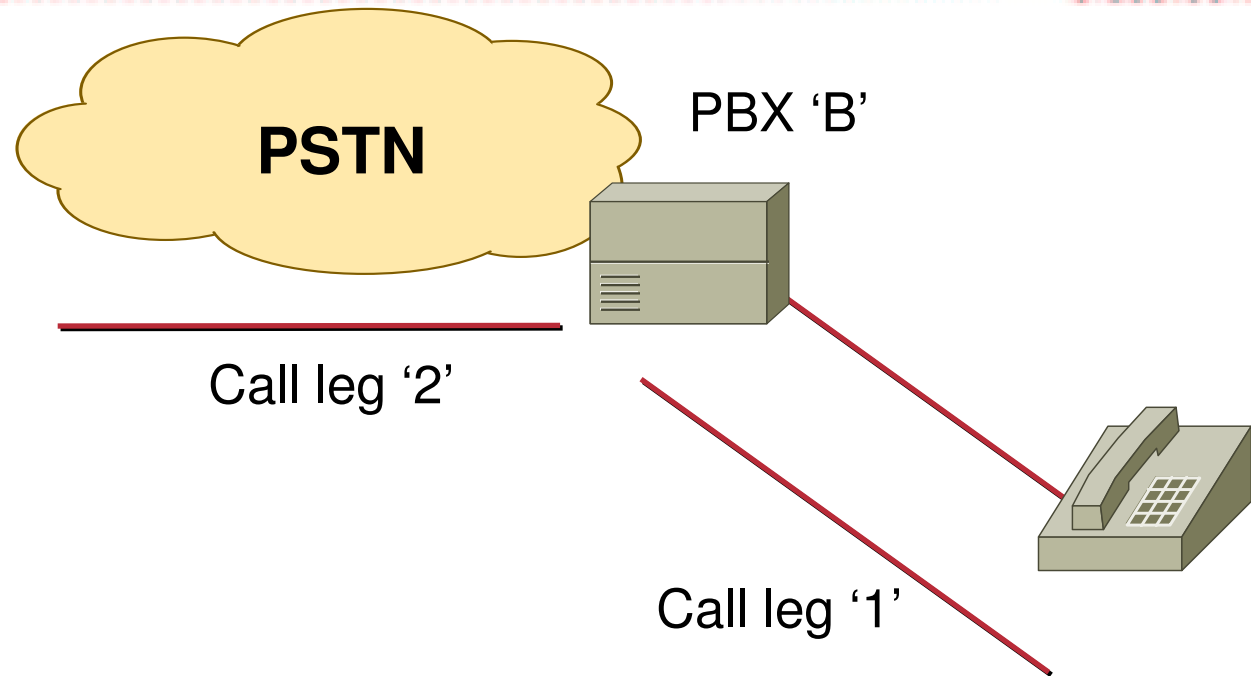 PBX ‘B’
PSTN
Call leg ‘2’
Call leg ‘1’